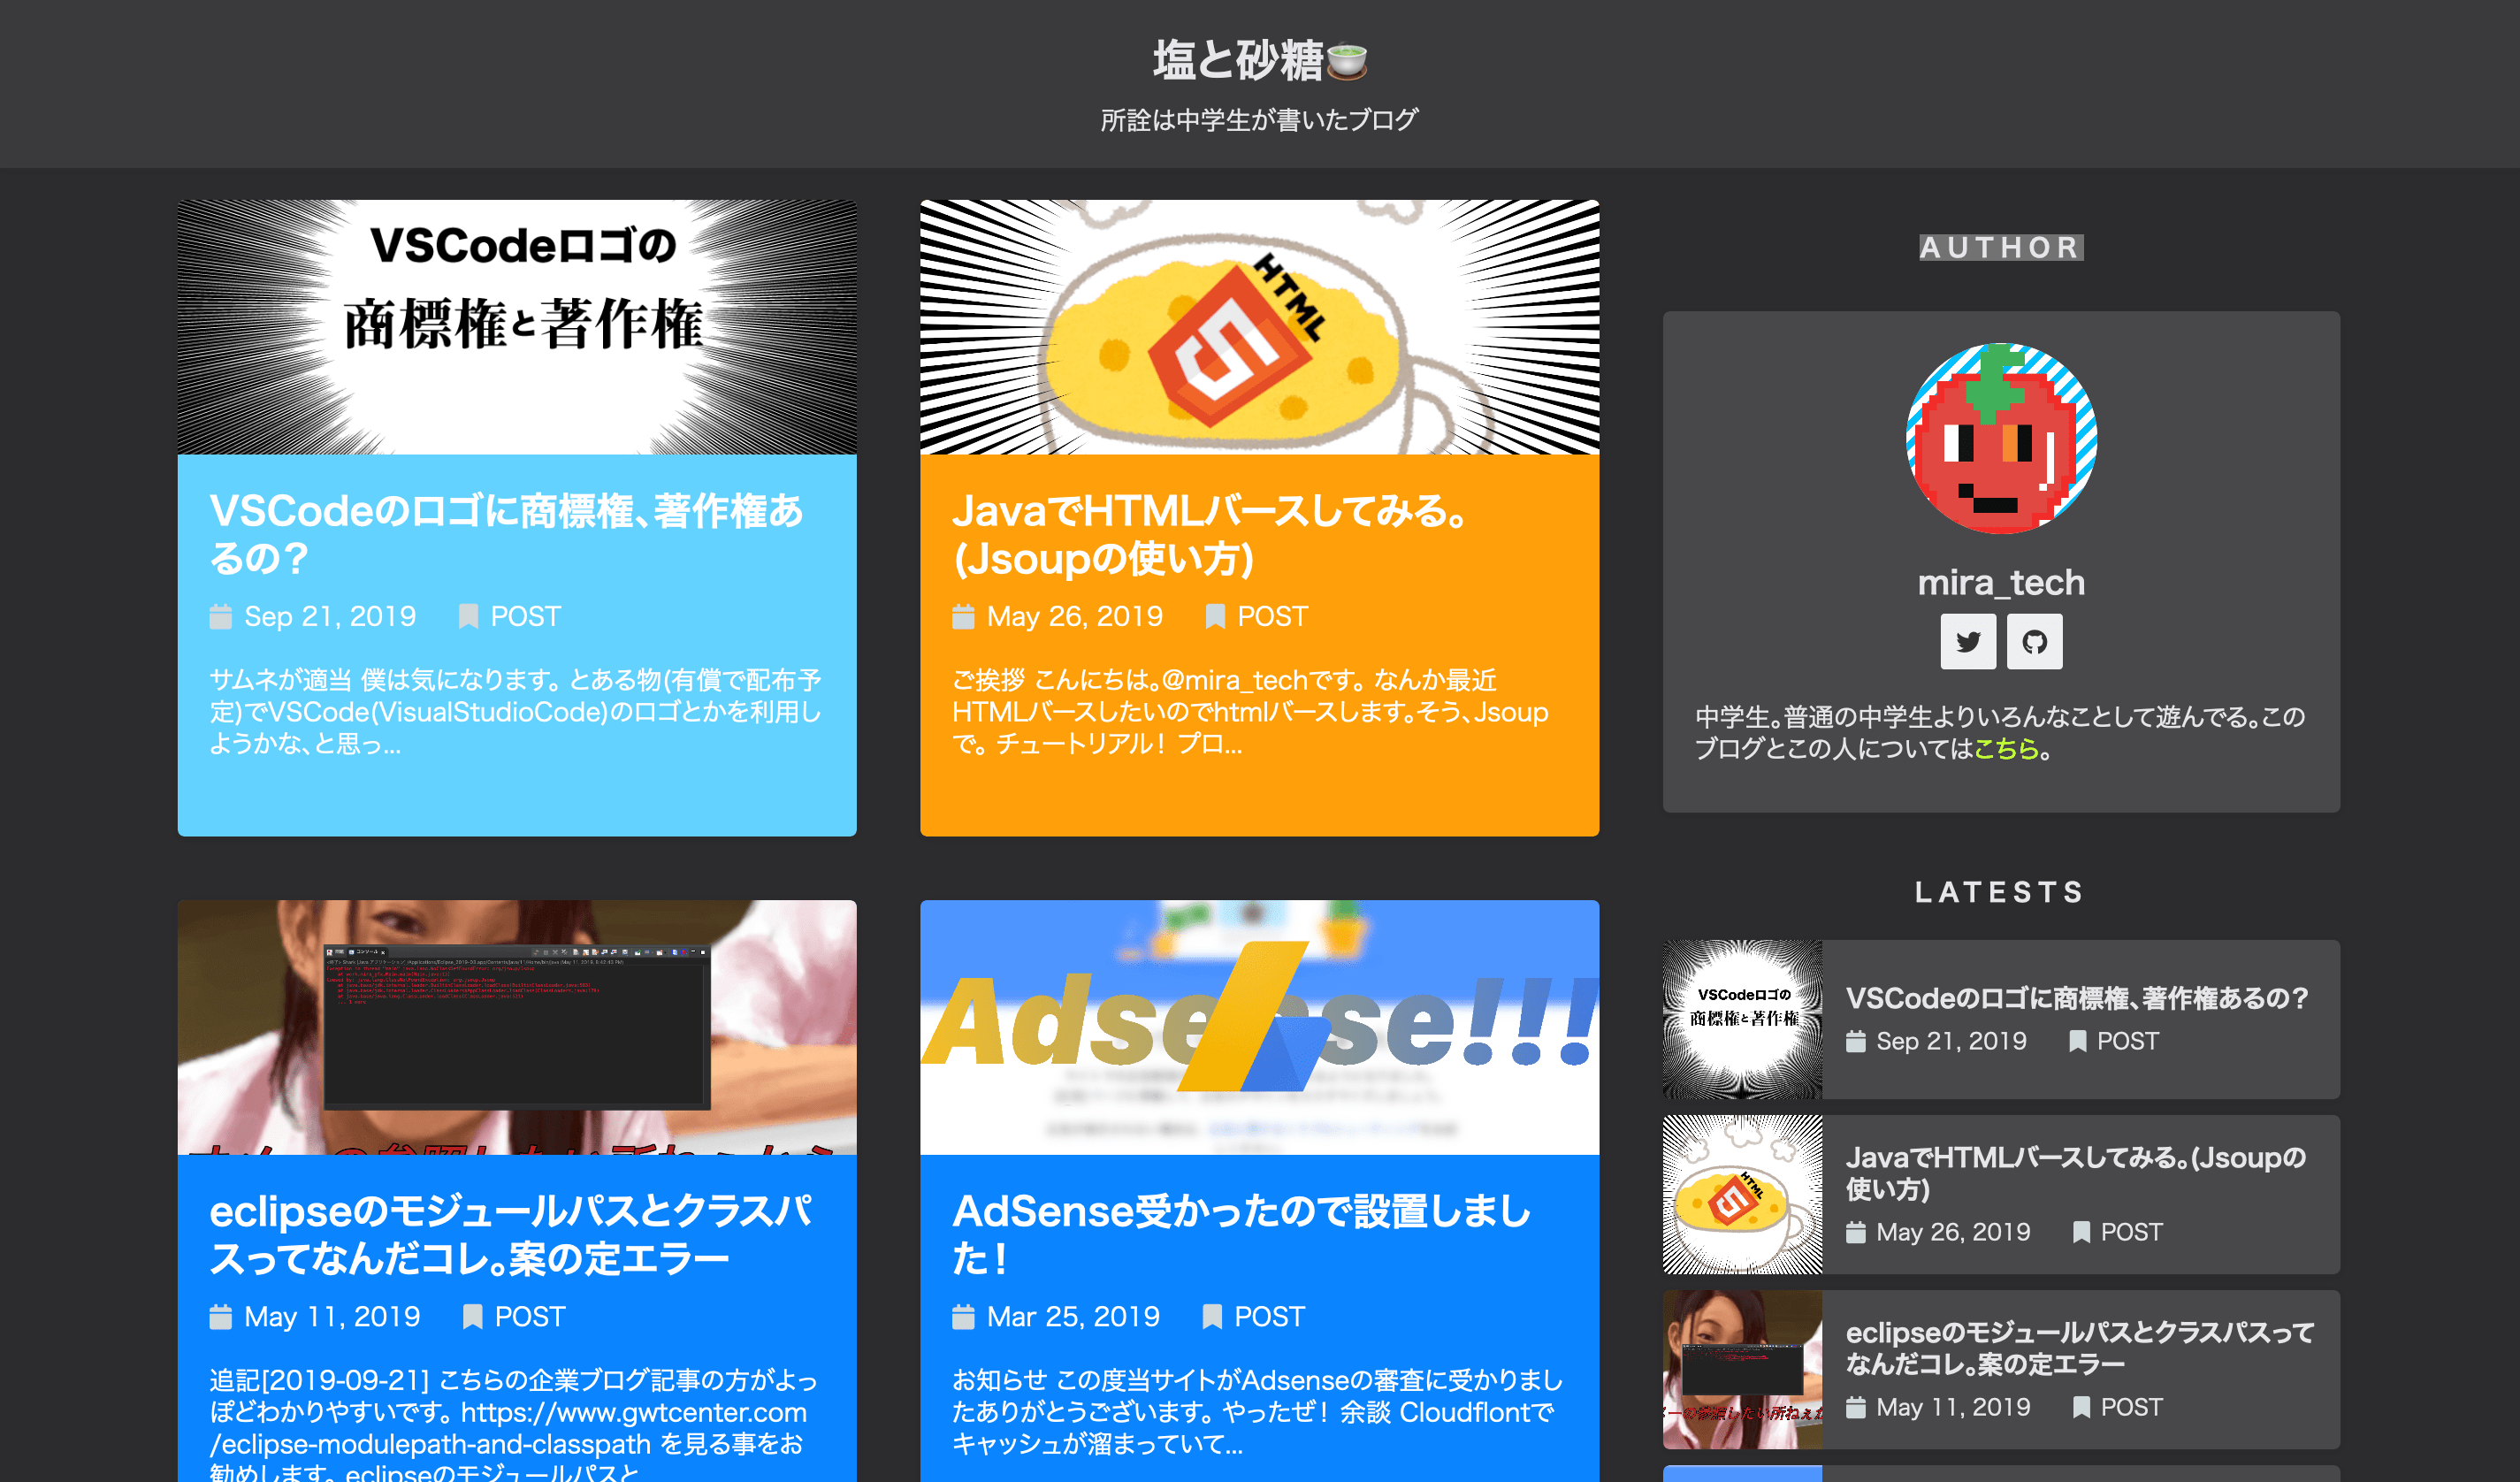 塩と砂糖🍵
所詮は中学生が書いたブログ
VSCodeロゴの
商標権と著作権
VSCodeのロゴに商標権、著作権あ
るの？
Sep 21, 2019 POST
サムネが適当 僕は気になります。とある物(有償で配布予
定)でVSCode(VisualStudioCode)のロゴとかを利用し
ようかな、と思っ...
HTML
JavaでHTMLパースしてみる。
(Jsoupの使い方)
May 26, 2019 POST
ご挨拶 こんにちは。@mira_techです。 なんか最近
HTMLパースしたいのでhtmlパースします。そう、Jsoup
で。 チュートリアル！ プロ...
eclipseのモジュールパスとクラスパ
スってなんだコレ。案の定エラー
May 11, 2019 POST
追記[2019-09-21] こちらの企業ブログ記事の方がよっ
ぽどわかりやすいです。 https://www.gwtcenter.com
/eclipse-modulepath-and-classpath を見る事をお
勧めします。 eclipseのモジュールパスと
Adsense!!!
AdSense受かったので設置しまし
た！
Mar 25, 2019 POST
お知らせ この度当サイトがAdsenseの審査に受かりまし
たありがとうございます。 やったぜ！ 余談 Cloudflontで
キャッシュが溜まっていて...
AUTHOR
mira_tech
中学生。普通の中学生よりいろんなことして遊んでる。この
ブログとこの人についてはこちら。
LATESTS
VSCodeロゴの
商標権と著作権
VSCodeのロゴに商標権、著作権あるの？
Sep 21, 2019 POST
HTML
JavaでHTMLパースしてみる。(Jsoupの
使い方)
May 26, 2019 POST
eclipseのモジュールパスとクラスパスって
なんだコレ。案の定エラー
May 11, 2019 POST